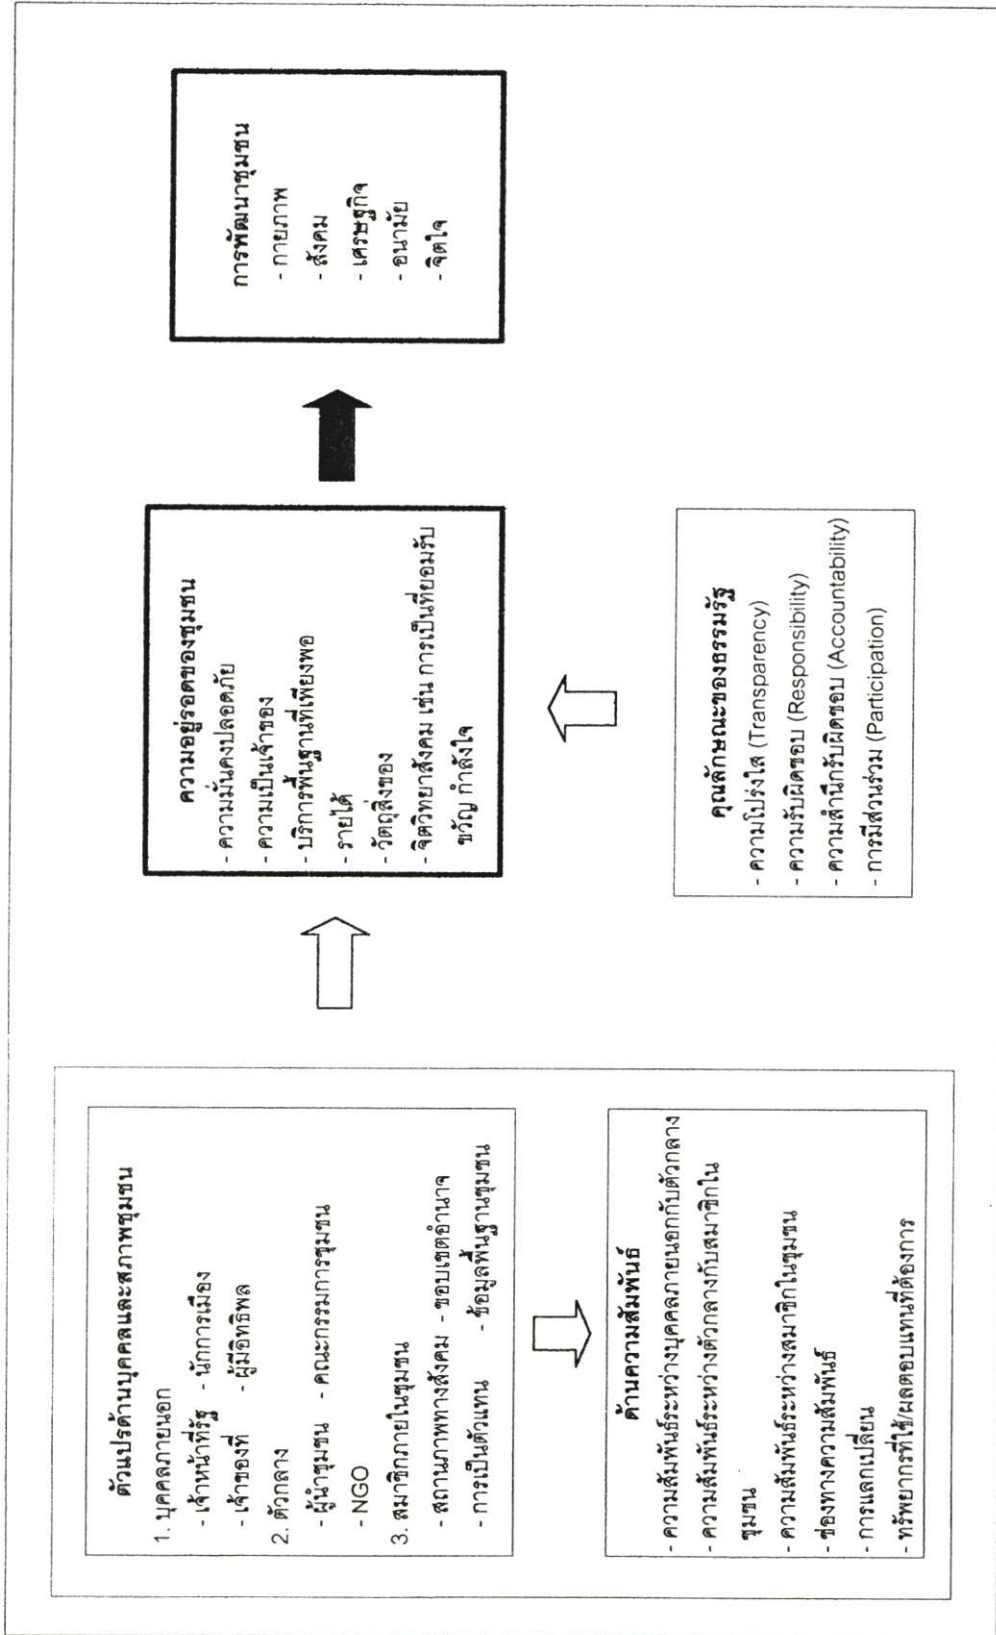 ตัวแปรด้านบุคคลและสภาพชุมชน
1. บุคคลภายนอก
- เจ้าหน้าที่รัฐ - นักการเมือง
- เจ้าของที่ - ผู้มีอิทธิพล
2. ตัวกลาง
- ผู้นำชุมชน - คณะกรรมการชุมชน
- NGO
3. สมาชิกภายในชุมชน
- สถานภาพทางสังคม - ขอบเขตอำนาจ
- การเป็นตัวแทน - ข้อมูลพื้นฐานชุมชน
ด้านความสัมพันธ์
- ความสัมพันธ์ระหว่างบุคคลภายนอกกับตัวกลาง
- ความสัมพันธ์ระหว่างตัวกลางกับสมาชิกใน
ชุมชน
- ความสัมพันธ์ระหว่างสมาชิกในชุมชน
- ช่องทางความสัมพันธ์
- การแลกเปลี่ยน
- ทรัพยากรที่ใช้/ผลตอบแทนที่ต้องการ
ความอยู่รอดของชุมชน
- ความมั่นคงปลอดภัย
- ความเป็นเจ้าของ
- บริการพื้นฐานที่เพียงพอ
- รายได้
- วัตถุสิ่งของ
- จิตวิทยาสังคม เช่น การเป็นที่ยอมรับ
ขวัญ กำลังใจ
คุณลักษณะของธรรมรัฐ
- ความโปร่งใส (Transparency)
- ความรับผิดชอบ (Responsibility)
- ความสำนึกรับผิดชอบ (Accountability)
- การมีส่วนร่วม (Participation)
การพัฒนาชุมชน
- กายภาพ
- สังคม
- เศรษฐกิจ
- อนามัย
- จิตใจ